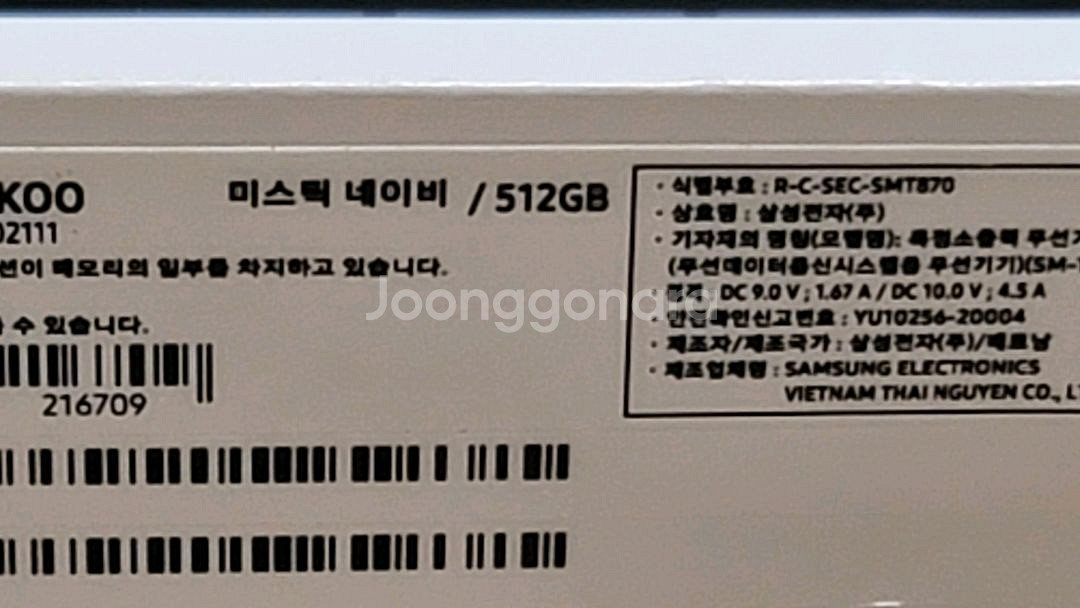 KOO
미스틱 네이비 / 512GB
02111
션이 메모리의 일부를 차지하고 있습니다.
수 있습니다.
216709
· 식별부호 : R-C-SEC-SMT870
· 상호명 : 삼성전자(주)
· 기자재의 명칭(모델명): 특정소출력 무선
(무선데이터통신시스템용 무선기기)(SM-
· 정격 : DC 9.0 V ; 1.67 A / DC 10.0 V ; 4.5 A
· 안전확인신고번호 : YU10256-20004
· 제조자/제조국가 : 삼성전자(주)/베트남
· 제조업체명 : SAMSUNG ELECTRONICS
VIETNAM THAI NGUYEN CO., L
Joonggonara